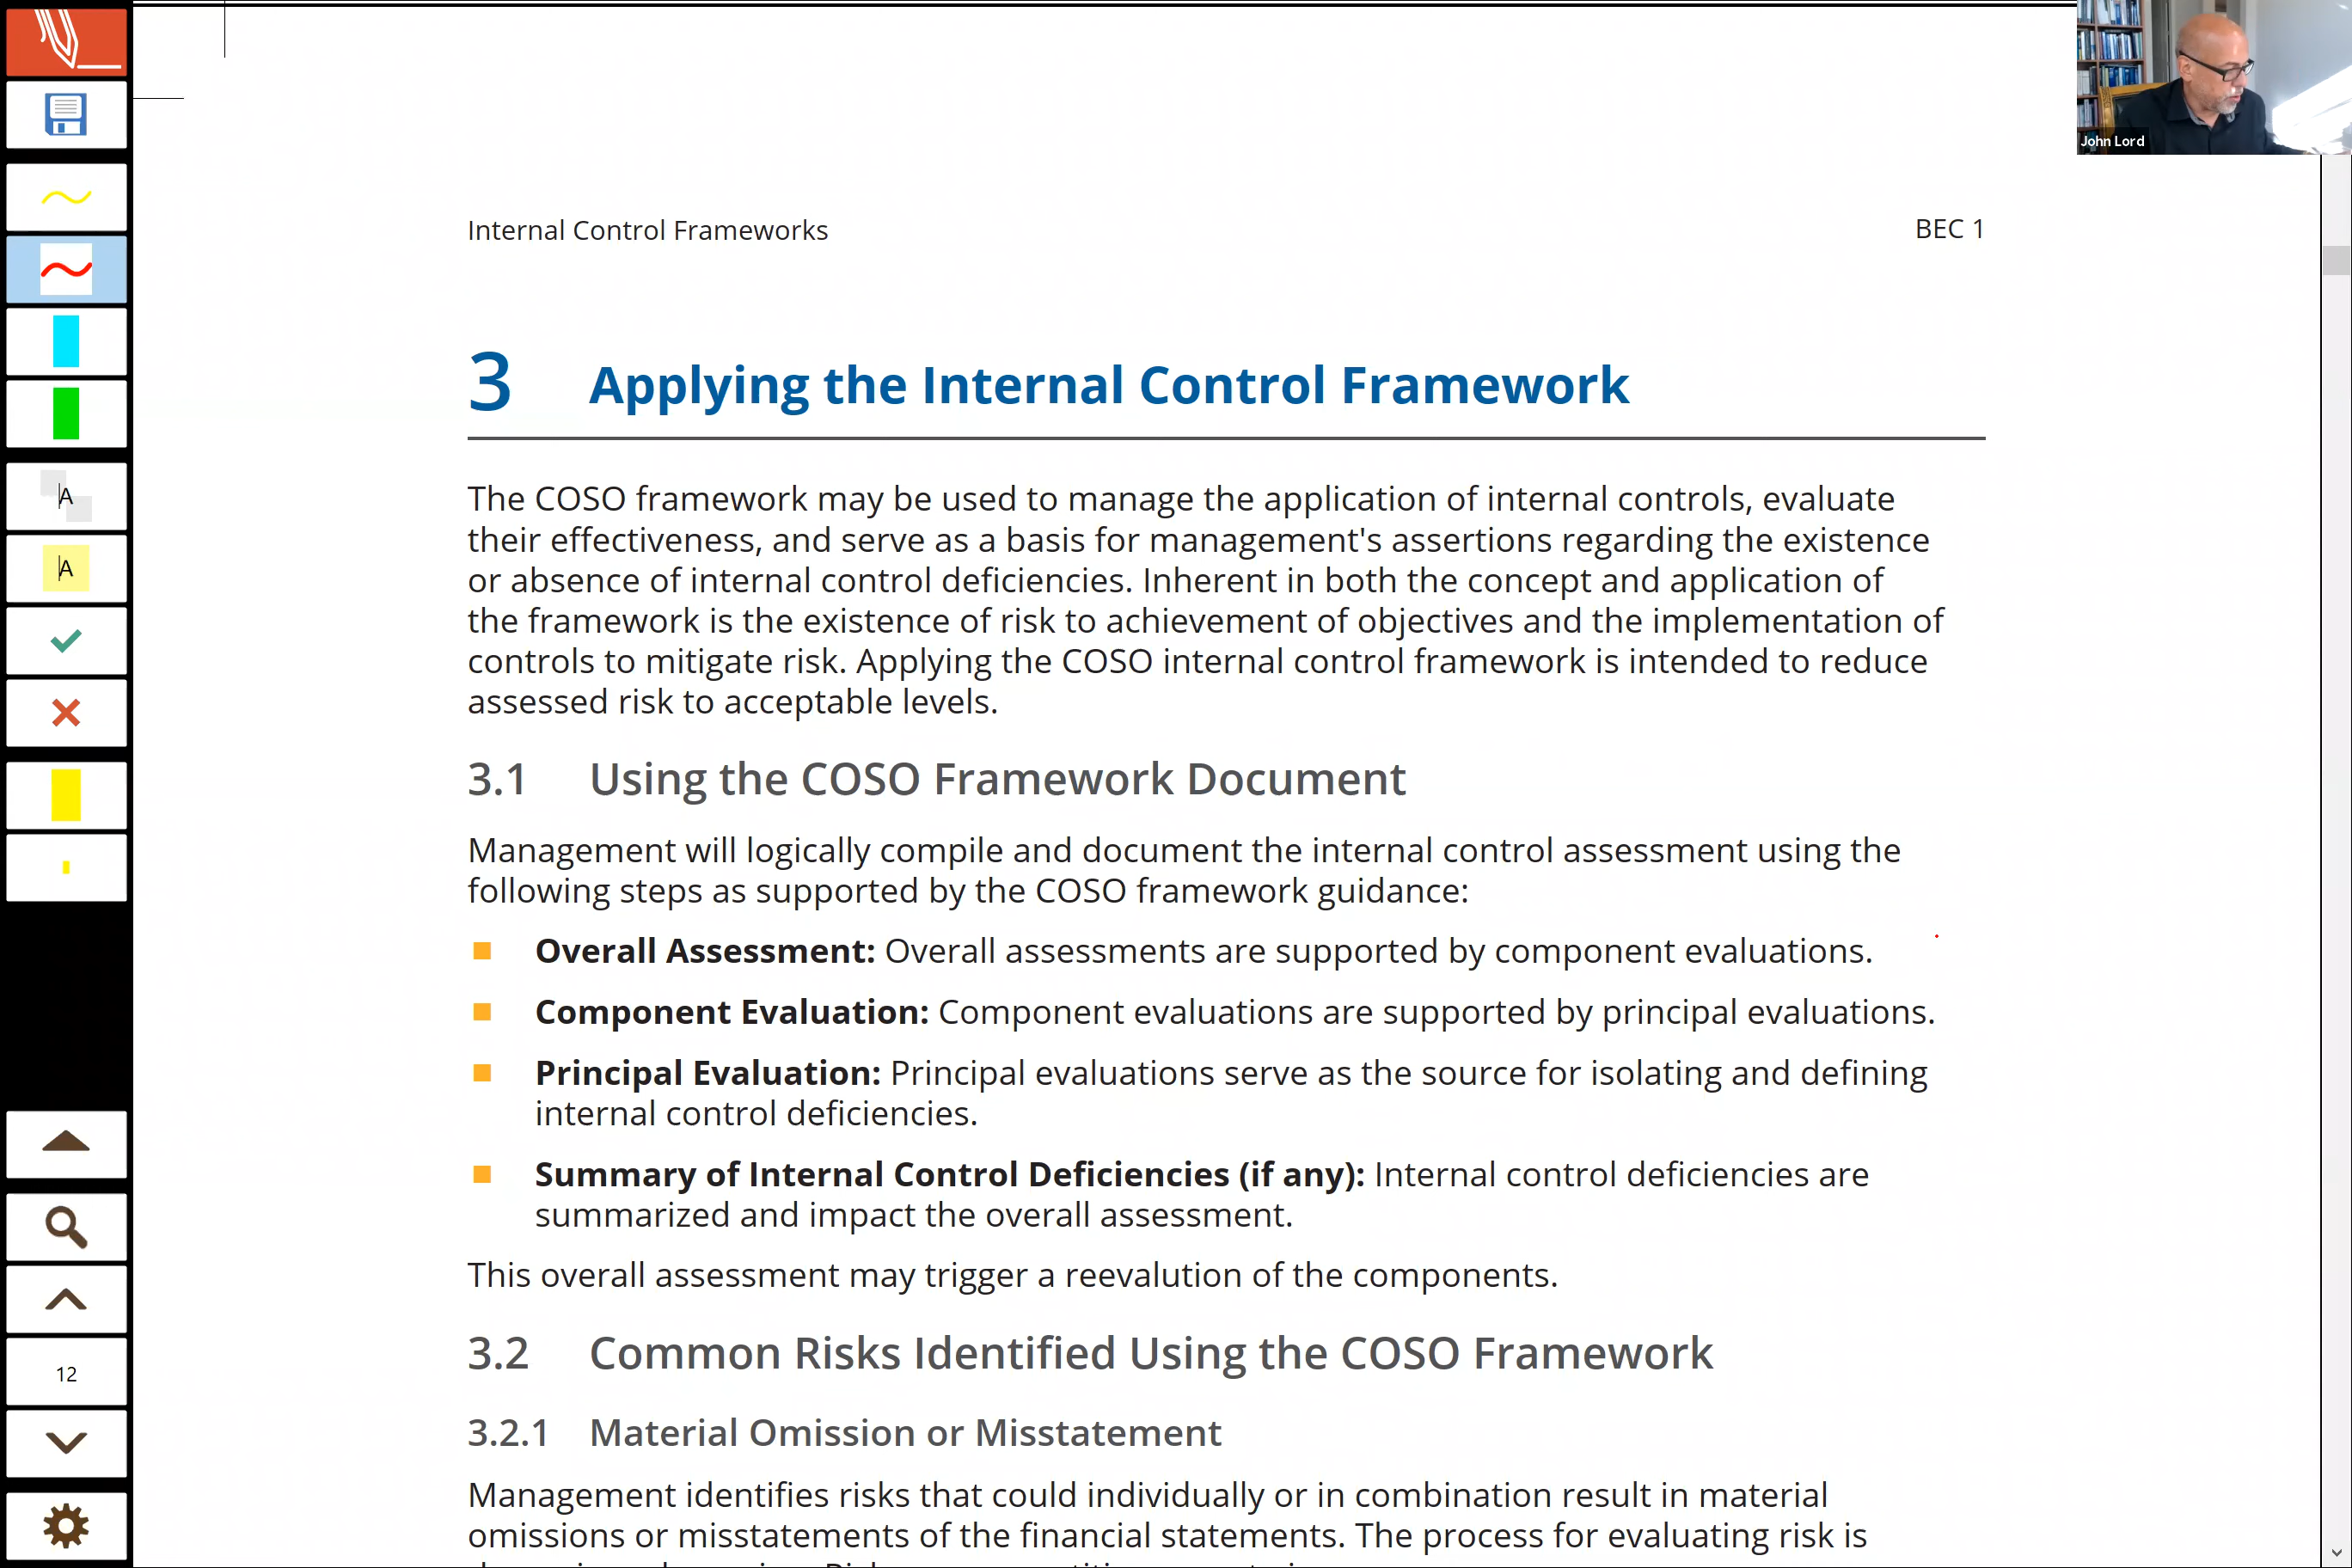 John Lord
Internal Control Frameworks
BEC 1
3 Applying the Internal Control Framework
The COSO framework may be used to manage the application of internal controls, evaluate
their effectiveness, and serve as a basis for management's assertions regarding the existence
or absence of internal control deficiencies. Inherent in both the concept and application of
the framework is the existence of risk to achievement of objectives and the implementation of
controls to mitigate risk. Applying the COSO internal control framework is intended to reduce
assessed risk to acceptable levels.
3.1 Using the COSO Framework Document
Management will logically compile and document the internal control assessment using the
following steps as supported by the COSO framework guidance:
Overall Assessment: Overall assessments are supported by component evaluations.
Component Evaluation: Component evaluations are supported by principal evaluations.
Principal Evaluation: Principal evaluations serve as the source for isolating and defining
internal control deficiencies.
Summary of Internal Control Deficiencies (if any): Internal control deficiencies are
summarized and impact the overall assessment.
This overall assessment may trigger a reevalution of the components.
3.2 Common Risks Identified Using the COSO Framework
3.2.1 Material Omission or Misstatement
Management identifies risks that could individually or in combination result in material
omissions or misstatements of the financial statements. The process for evaluating risk is
A
A
12